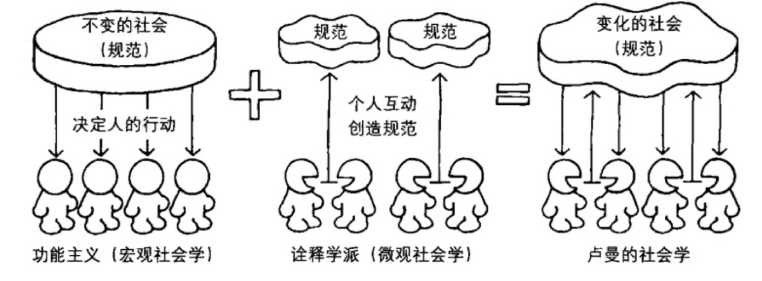 不变的社会
（规范）
决定人的行动
功能主义（宏观社会学）
规范
规范
个人互动
创造规范
诠释学派（微观社会学）
变化的社会
（规范）
卢曼的社会学